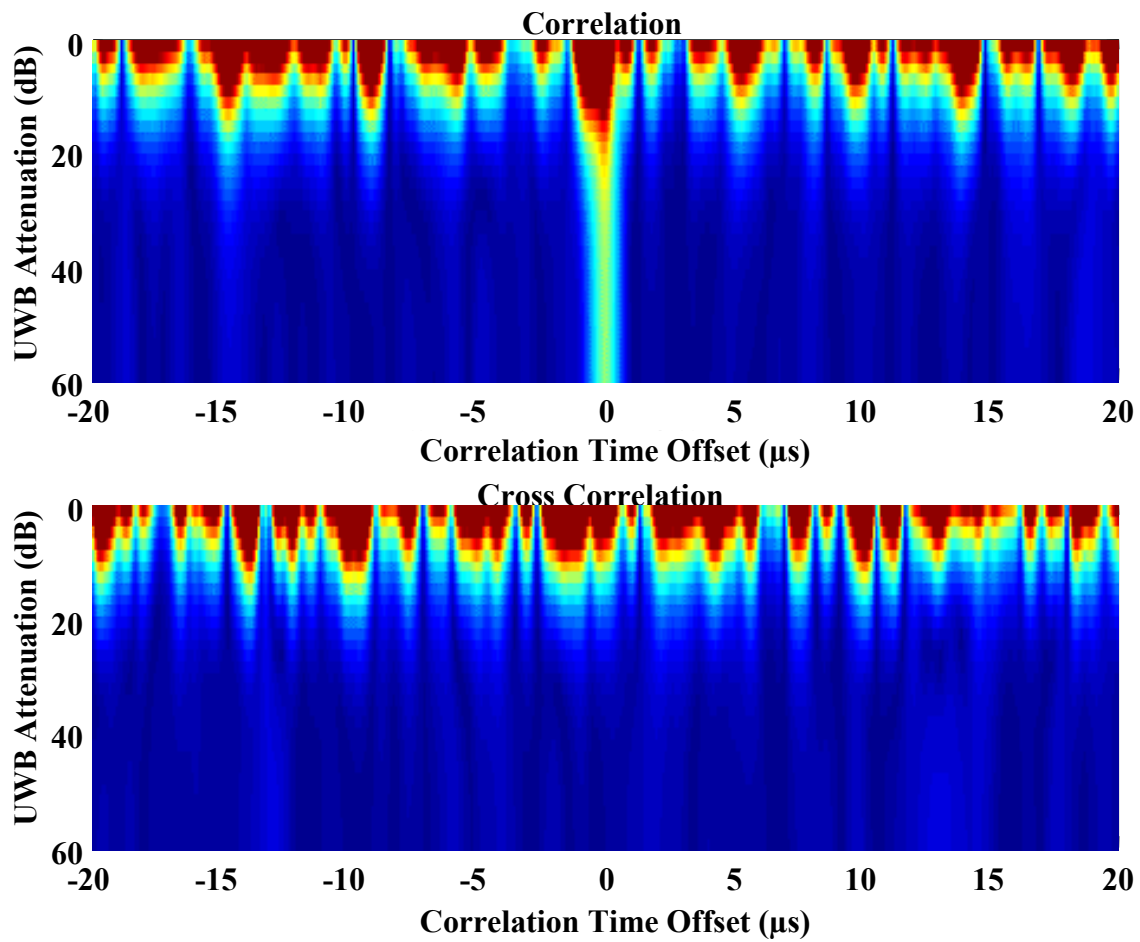 Correlation
UWB Attenuation (dB)
0
20
40
60
-20 -15 -10 -5 0 5 10 15 20
Correlation Time Offset (µs)
Cross Correlation
UWB Attenuation (dB)
0
20
40
60
-20 -15 -10 -5 0 5 10 15 20
Correlation Time Offset (µs)